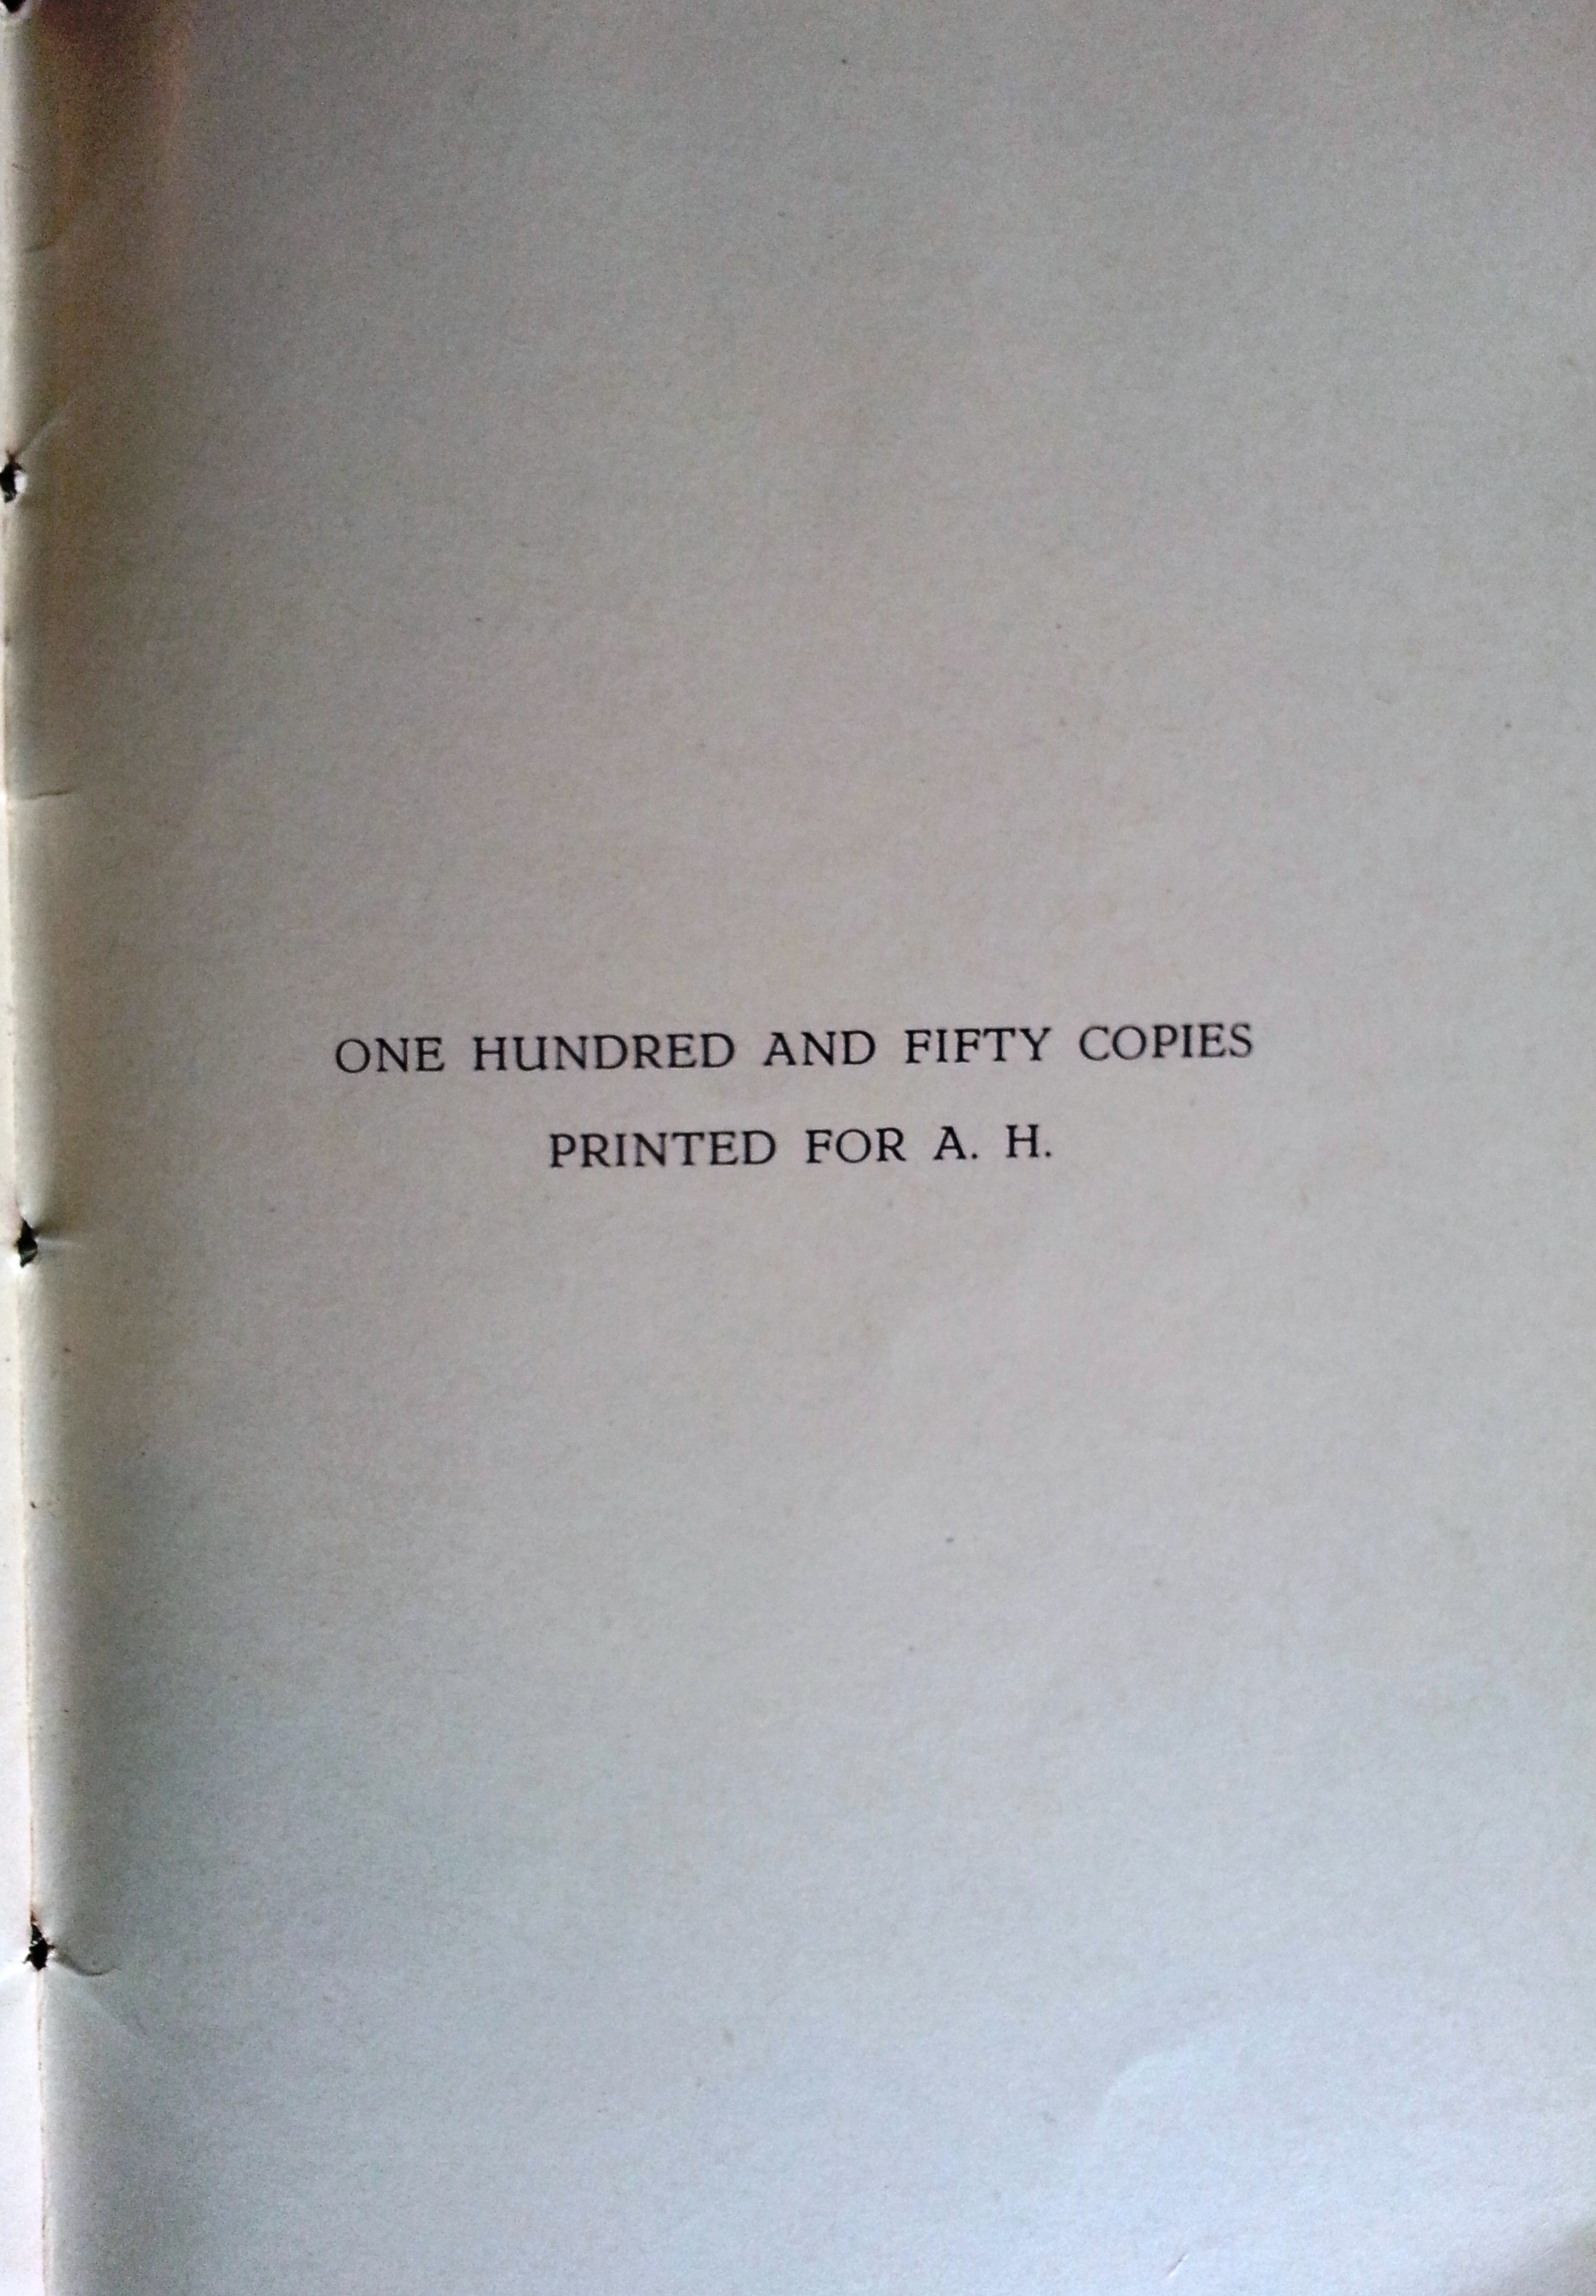 ONE HUNDRED AND FIFTY COPIES
PRINTED FOR A. H.